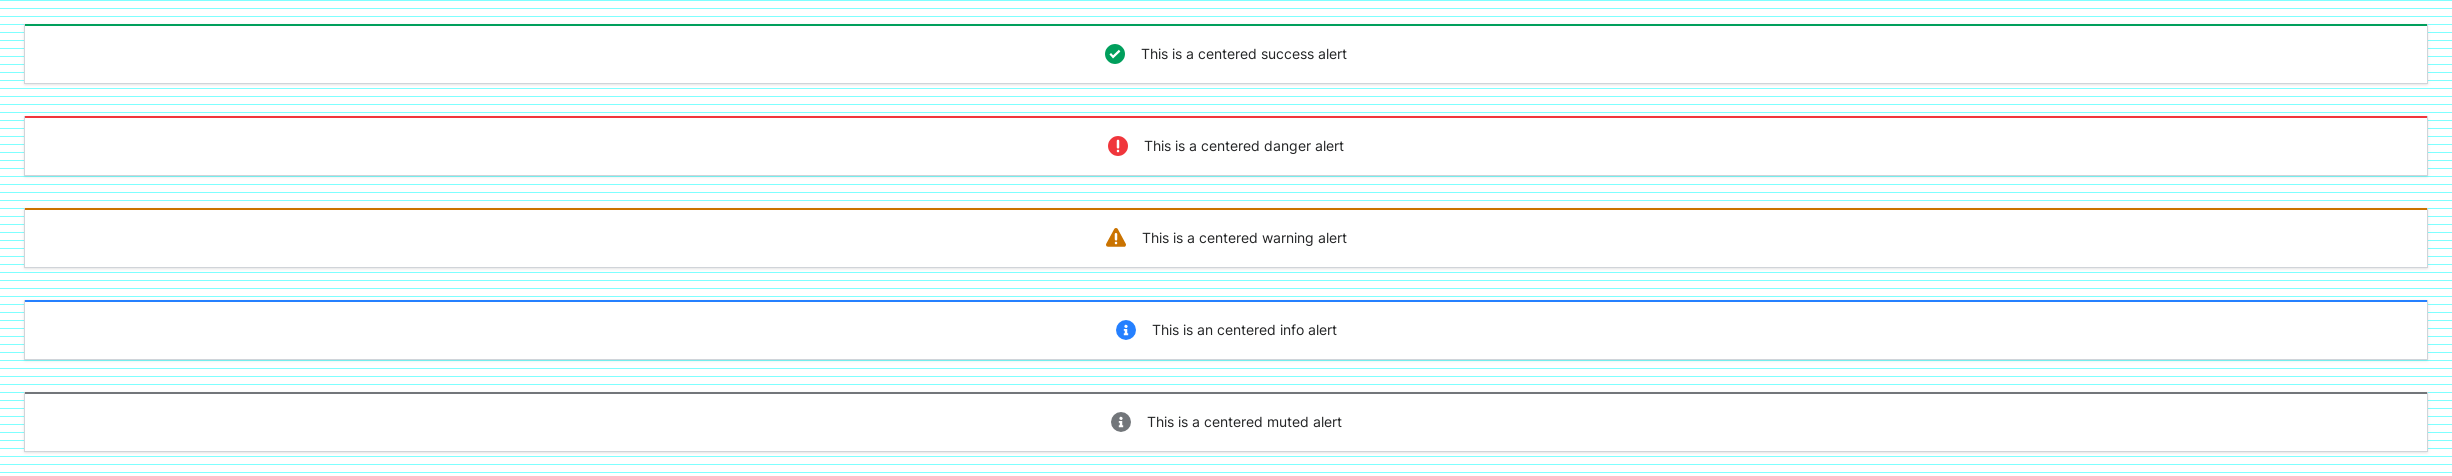 This is a centered success alert
This is a centered danger alert
This is a centered warning alert
This is an centered info alert
This is a centered muted alert